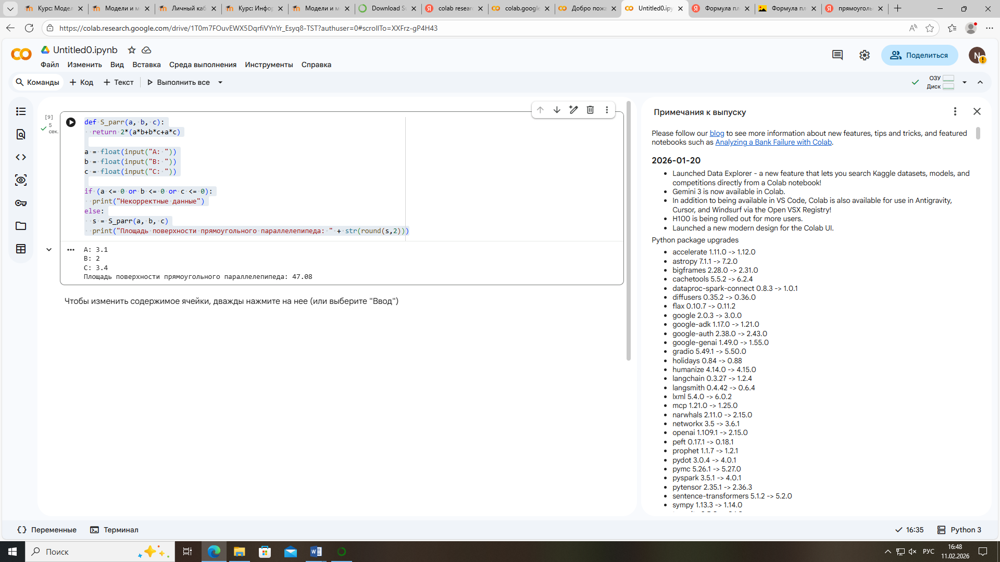 Курс: Модел
Модели и м
Личный каб
Курс: Инфор
Модели и м
Download Su
colab researc
colab.google
Добро пожа
Untitled0.ipy
Формула пл
Формула пл
прямоуголь
https://colab.research.google.com/drive/1T0m7FOuvEWX5DqrfiVYnYr_Esyq8-TST?authuser=0#scrollTo=XXFrz-gP4H43
Untitled0.ipynb
Поделиться
N
Файл Изменить Вид Вставка Среда выполнения Инструменты Справка
Команды + Код + Текст Выполнить все
ОЗУ
Диск
[9]
5
сек.
def S_parr(a, b, c):
return 2*(a*b+b*c+a*c)
a = float(input("A: "))
b = float(input("B: "))
c = float(input("C: "))
if (a <= 0 or b <= 0 or c <= 0):
print("Некорректные данные")
else:
s = S_parr(a, b, c)
print("Площадь поверхности прямоугольного параллелепипеда: " + str(round(s,2)))
A: 3.1
B: 2
C: 3.4
Площадь поверхности прямоугольного параллелепипеда: 47.08
Чтобы изменить содержимое ячейки, дважды нажмите на нее (или выберите "Ввод")
Примечания к выпуску
Please follow our blog to see more information about new features, tips and tricks, and featured
notebooks such as Analyzing a Bank Failure with Colab.
2026-01-20
• Launched Data Explorer - a new feature that lets you search Kaggle datasets, models, and
competitions directly from a Colab notebook!
• Gemini 3 is now available in Colab.
• In addition to being available in VS Code, Colab is also available for use in Antigravity,
Cursor, and Windsurf via the Open VSX Registry!
• H100 is being rolled out for more users.
• Launched a new modern design for the Colab UI.
Python package upgrades
• accelerate 1.11.0 -> 1.12.0
• astropy 7.1.1 -> 7.2.0
• bigframes 2.28.0 -> 2.31.0
• cachetools 5.5.2 -> 6.2.4
• dataproc-spark-connect 0.8.3 -> 1.0.1
• diffusers 0.35.2 -> 0.36.0
• flax 0.10.7 -> 0.11.2
• google 2.0.3 -> 3.0.0
• google-adk 1.17.0 -> 1.21.0
• google-auth 2.38.0 -> 2.43.0
• google-genai 1.49.0 -> 1.55.0
• gradio 5.49.1 -> 5.50.0
• holidays 0.84 -> 0.88
• humanize 4.14.0 -> 4.15.0
• langchain 0.3.27 -> 1.2.4
• langsmith 0.4.42 -> 0.6.4
• lxml 5.4.0 -> 6.0.2
• mcp 1.21.0 -> 1.25.0
• narwhals 2.11.0 -> 2.15.0
• networkx 3.5 -> 3.6.1
• openai 1.109.1 -> 2.15.0
• peft 0.17.1 -> 0.18.1
• prophet 1.1.7 -> 1.2.1
• pydot 3.0.4 -> 4.0.1
• pymc 5.26.1 -> 5.27.0
• pyspark 3.5.1 -> 4.0.1
• pytensor 2.35.1 -> 2.36.3
• sentence-transformers 5.1.2 -> 5.2.0
• sympy 1.13.3 -> 1.14.0
Переменные Терминал
16:35 Python 3
Поиск
РУС
16:48
11.02.2026